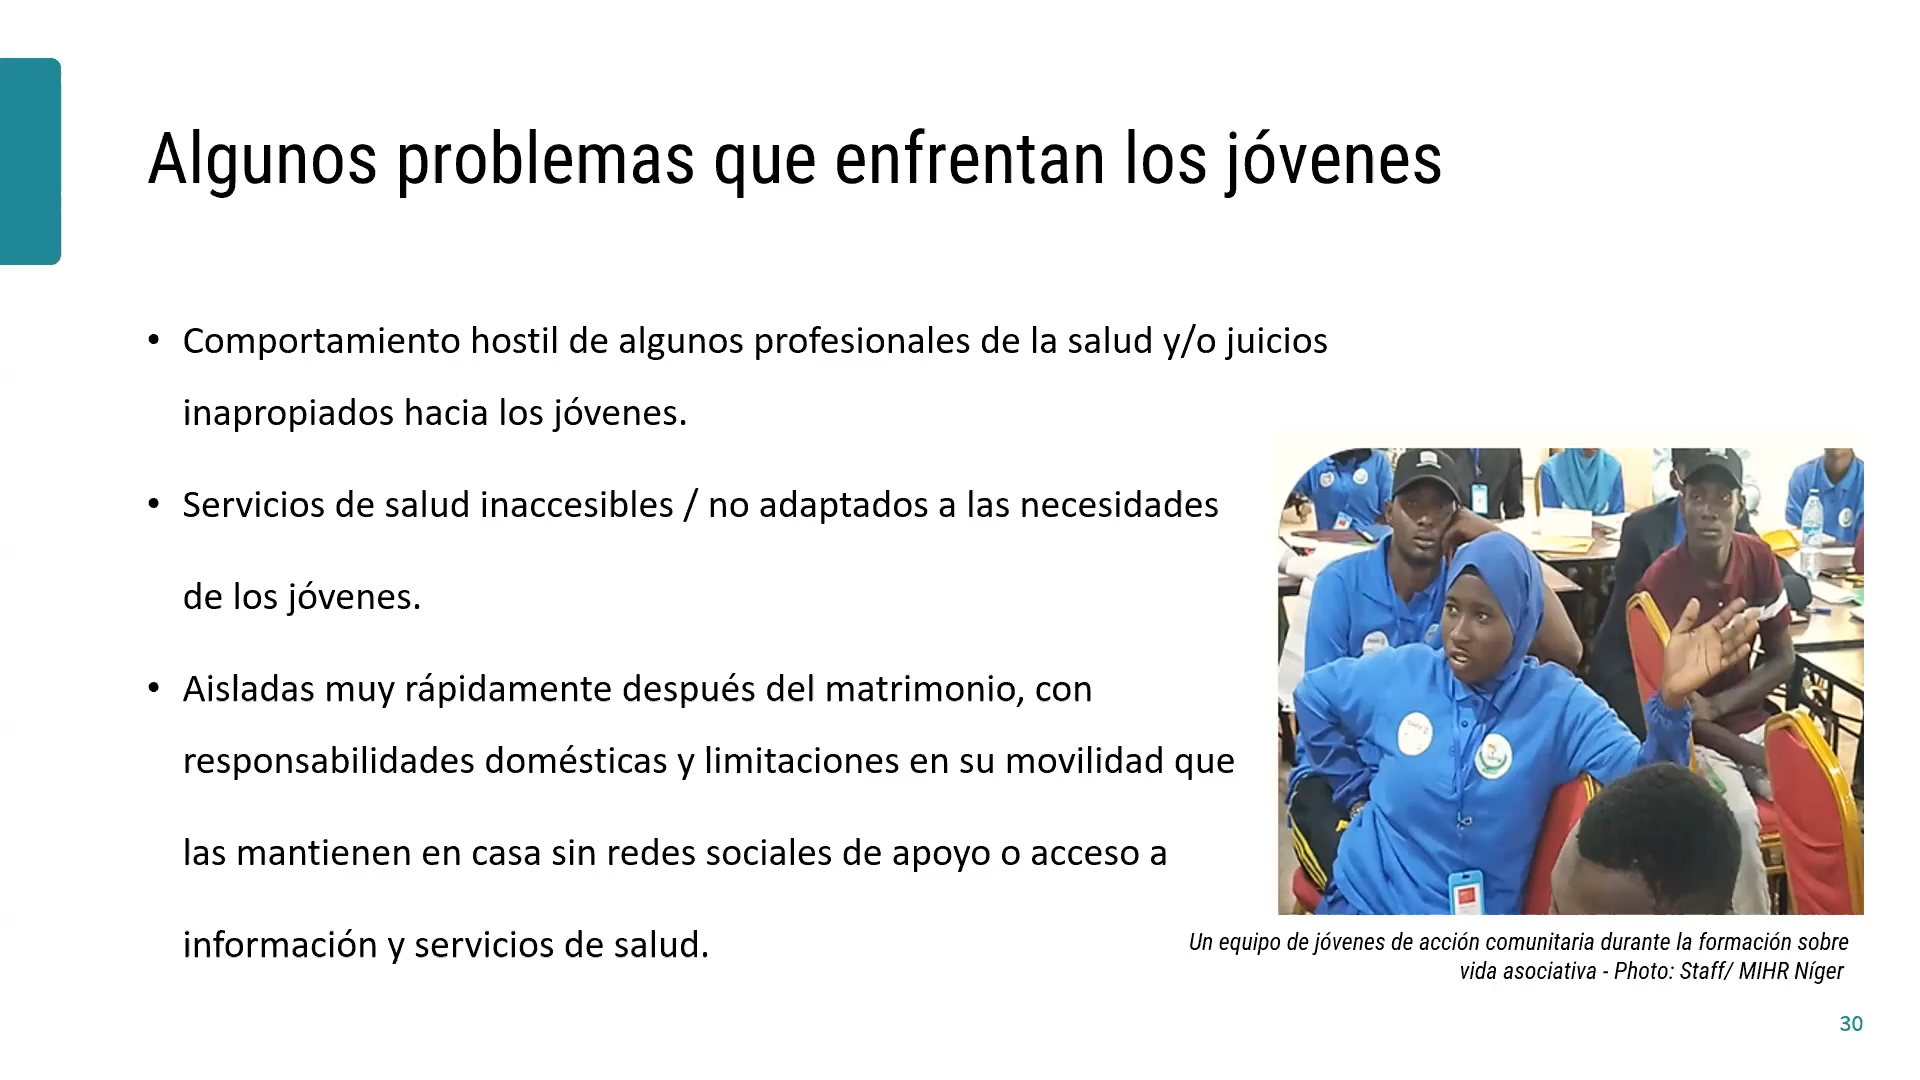 Algunos problemas que enfrentan los jóvenes
• Comportamiento hostil de algunos profesionales de la salud y/o juicios
inapropiados hacia los jóvenes.
• Servicios de salud inaccesibles / no adaptados a las necesidades
de los jóvenes.
• Aisladas muy rápidamente después del matrimonio, con
responsabilidades domésticas y limitaciones en su movilidad que
las mantienen en casa sin redes sociales de apoyo o acceso a
información y servicios de salud.
Un equipo de jóvenes de acción comunitaria durante la formación sobre
vida asociativa - Photo: Staff/ MIHR Níger
30